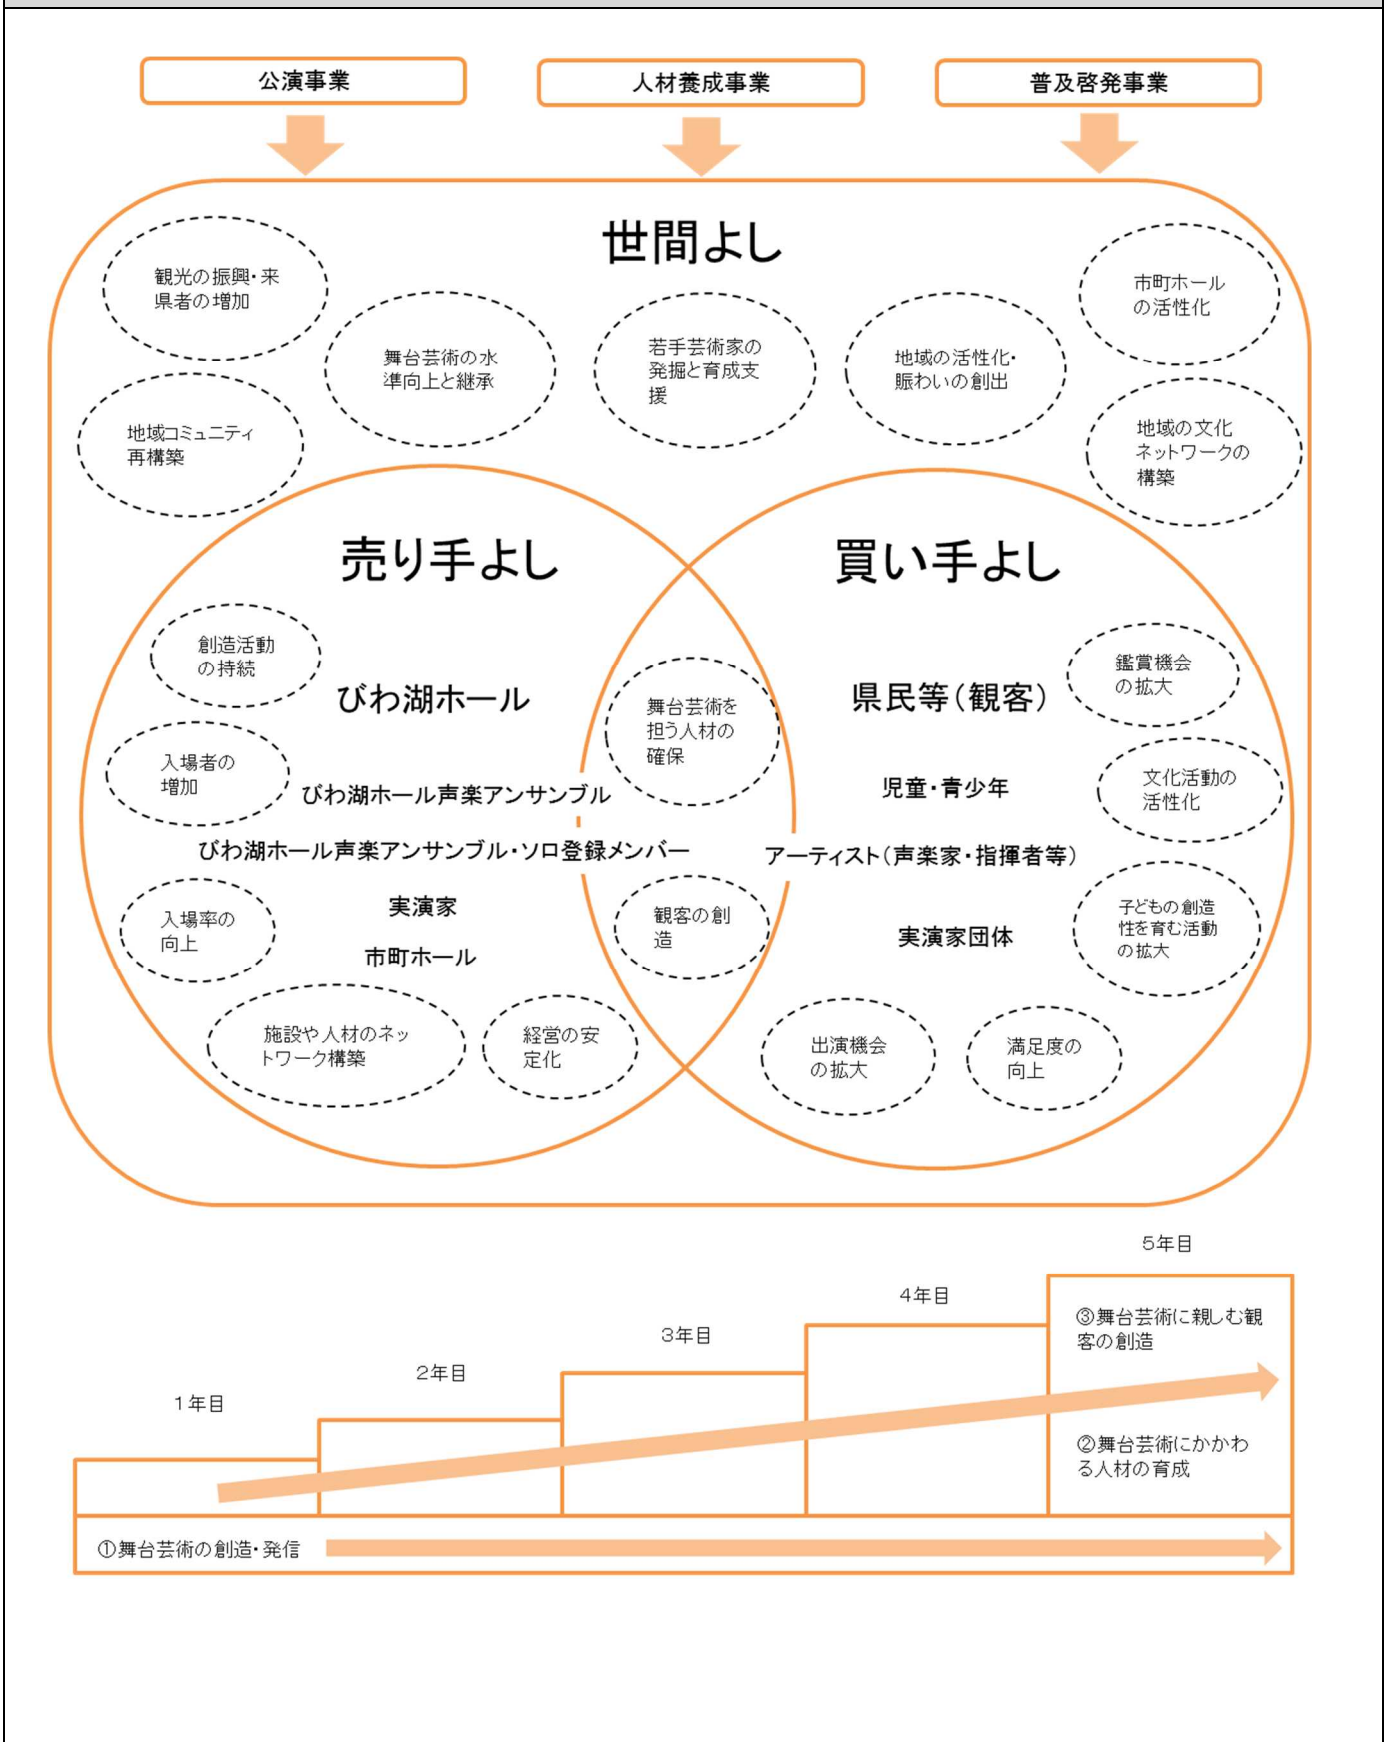 公演事業
人材養成事業
普及啓発事業
世間よし
観光の振興・来
県者の増加
舞台芸術の水
準向上と継承
若手芸術家の
発掘と育成支
援
地域の活性化・
賑わいの創出
市町ホール
の活性化
地域コミュニティ
再構築
地域の文化
ネットワークの
構築
売り手よし
創造活動
の持続
びわ湖ホール
入場者の
増加
びわ湖ホール声楽アンサンブル
びわ湖ホール声楽アンサンブル・ソロ登録メンバー
実演家
入場率の
向上
市町ホール
施設や人材のネッ
トワーク構築
経営の安
定化
舞台芸術を
担う人材の
確保
観客の創
造
買い手よし
鑑賞機会
の拡大
県民等（観客）
児童・青少年
文化活動の
活性化
アーティスト（声楽家・指揮者等）
子どもの創造
性を育む活動
の拡大
実演家団体
出演機会
の拡大
満足度の
向上
１年目
２年目
３年目
４年目
５年目
③舞台芸術に親しむ観
客の創造
②舞台芸術にかかわ
る人材の育成
①舞台芸術の創造・発信